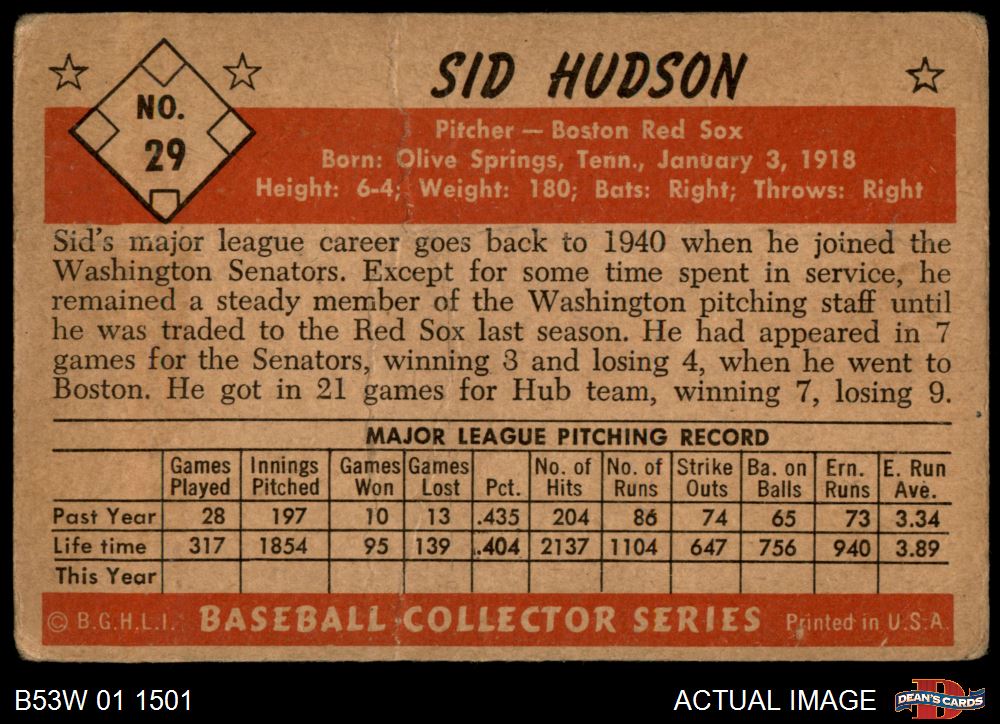 NO.
29
SID HUDSON
Pitcher — Boston Red Sox
Born: Olive Springs, Tenn., January 3, 1918
Height: 6-4; Weight: 180; Bats: Right; Throws: Right
Sid's major league career goes back to 1940 when he joined the
Washington Senators. Except for some time spent in service, he
remained a steady member of the Washington pitching staff until
he was traded to the Red Sox last season. He had appeared in 7
games for the Senators, winning 3 and losing 4, when he went to
Boston. He got in 21 games for Hub team, winning 7, losing 9.
MAJOR LEAGUE PITCHING RECORD
Games Played Innings Pitched Games Won Games Lost Pct. No. of Hits No. of Runs Strike Outs Ba. on Balls Ern. Runs E. Run Ave.
Past Year 28 197 10 13 .435 204 86 74 65 73 3.34
Life time 317 1854 95 139 .404 2137 1104 647 756 940 3.89
This Year
© B.G.H.L.I. BASEBALL COLLECTOR SERIES Printed in U.S.A.
B53W 01 1501 ACTUAL IMAGE DEAN'S CARDS